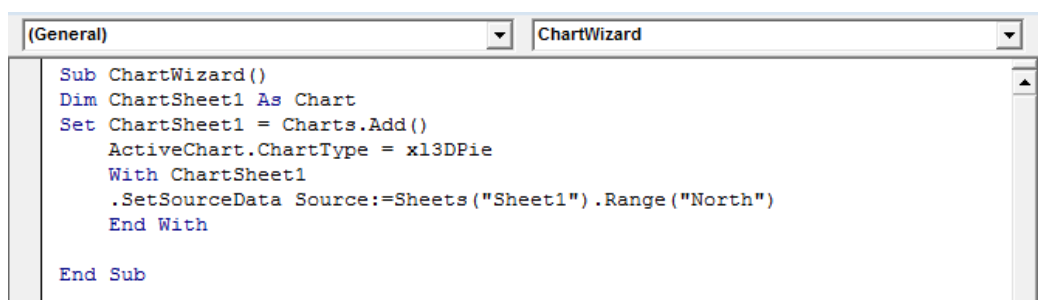 (General) ChartWizard
Sub ChartWizard()
Dim ChartSheet1 As Chart
Set ChartSheet1 = Charts.Add()
    ActiveChart.ChartType = xl3DPie
    With ChartSheet1
    .SetSourceData Source:=Sheets("Sheet1").Range("North")
    End With
End Sub